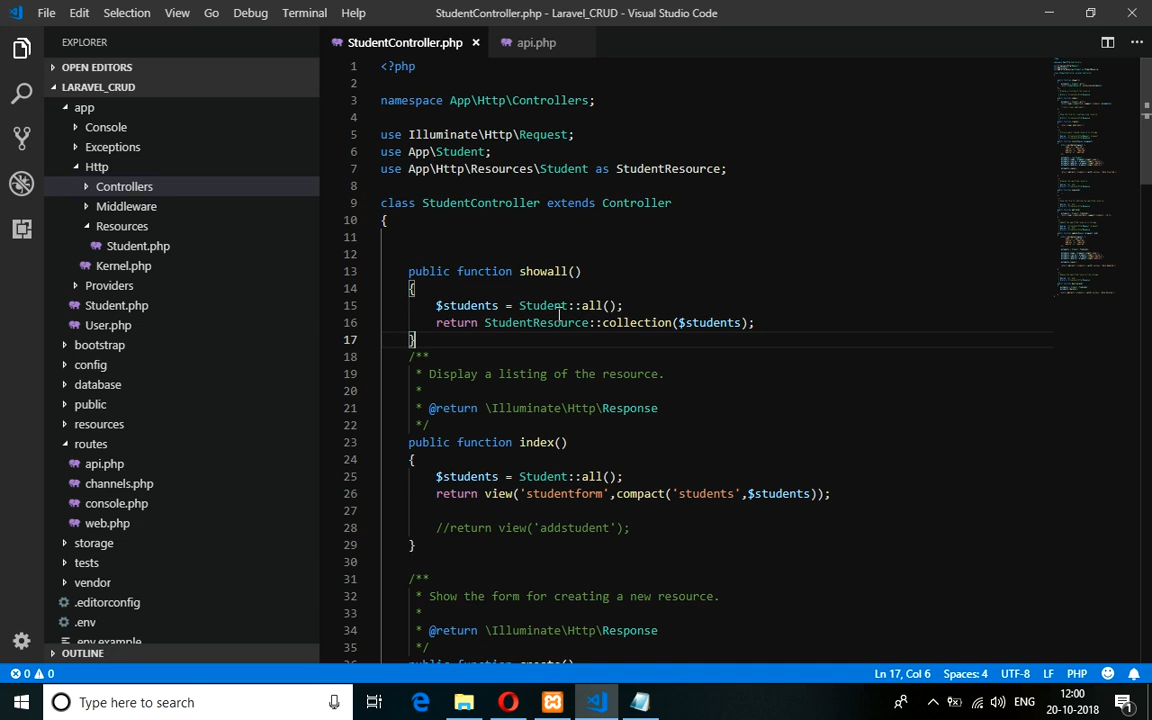 File Edit Selection View Go Debug Terminal Help StudentController.php - Laravel_CRUD - Visual Studio Code
EXPLORER
OPEN EDITORS
LARAVEL_CRUD
app
Console
Exceptions
Http
Controllers
Middleware
Resources
Student.php
Kernel.php
Providers
Student.php
User.php
bootstrap
config
database
public
resources
routes
api.php
channels.php
console.php
web.php
storage
tests
vendor
.editorconfig
.env
.env.example
OUTLINE
StudentController.php × api.php
1 <?php
2
3 namespace App\Http\Controllers;
4
5 use Illuminate\Http\Request;
6 use App\Student;
7 use App\Http\Resources\Student as StudentResource;
8
9 class StudentController extends Controller
10 {
11
12
13 public function showall()
14 {
15 $students = Student::all();
16 return StudentResource::collection($students);
17 }
18 /**
19 * Display a listing of the resource.
20 *
21 * @return \Illuminate\Http\Response
22 */
23 public function index()
24 {
25 $students = Student::all();
26 return view('studentform',compact('students',$students));
27
28 //return view('addstudent');
29 }
30
31 /**
32 * Show the form for creating a new resource.
33 *
34 * @return \Illuminate\Http\Response
35 */
36 public function create()
0 0 Ln 17, Col 6 Spaces: 4 UTF-8 LF PHP
Type here to search
ENG
12:00
20-10-2018
1